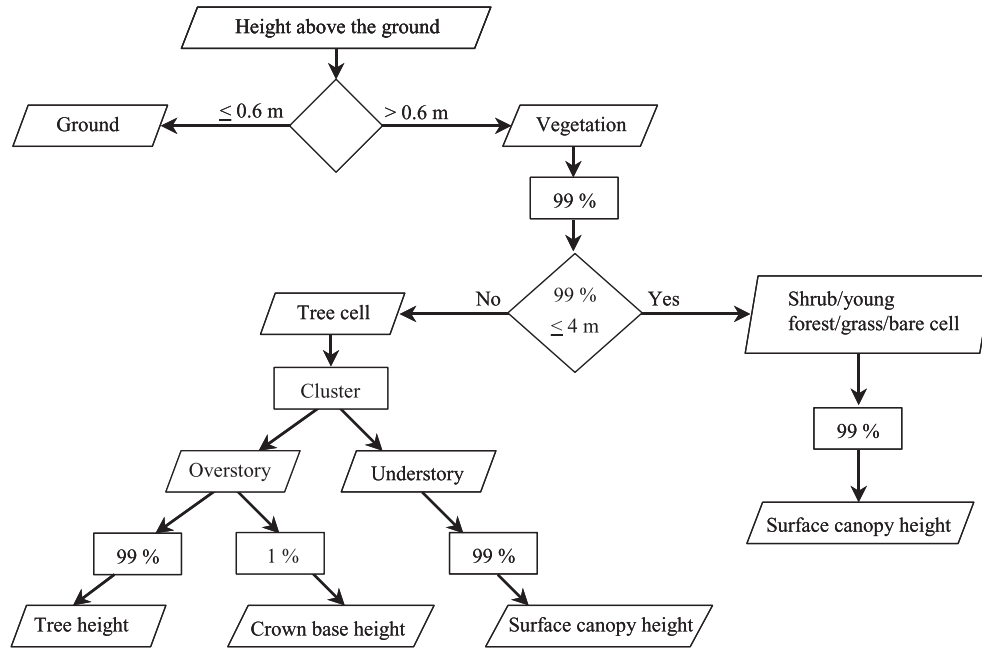 Height above the ground
≤ 0.6 m
> 0.6 m
Ground
Vegetation
99 %
99 %
≤ 4 m
No
Yes
Tree cell
Shrub/young
forest/grass/bare cell
Cluster
99 %
Overstory
Understory
Surface canopy height
99 %
1 %
99 %
Tree height
Crown base height
Surface canopy height